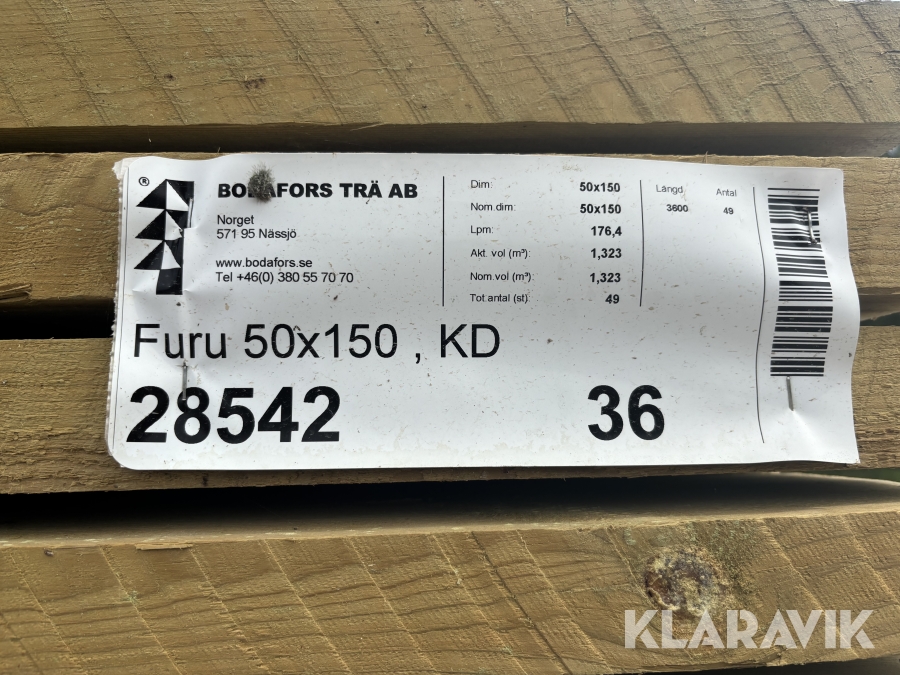 ®
BODAFORS TRÄ AB
Norget
571 95 Nässjö
www.bodafors.se
Tel +46(0) 380 55 70 70
Dim: 50x150
Nom.dim: 50x150
Lpm: 176,4
Akt. vol (m³): 1,323
Nom.vol (m³): 1,323
Tot antal (st): 49
Längd Antal
3600 49
Furu 50x150 , KD
28542 36
KLARAVIK